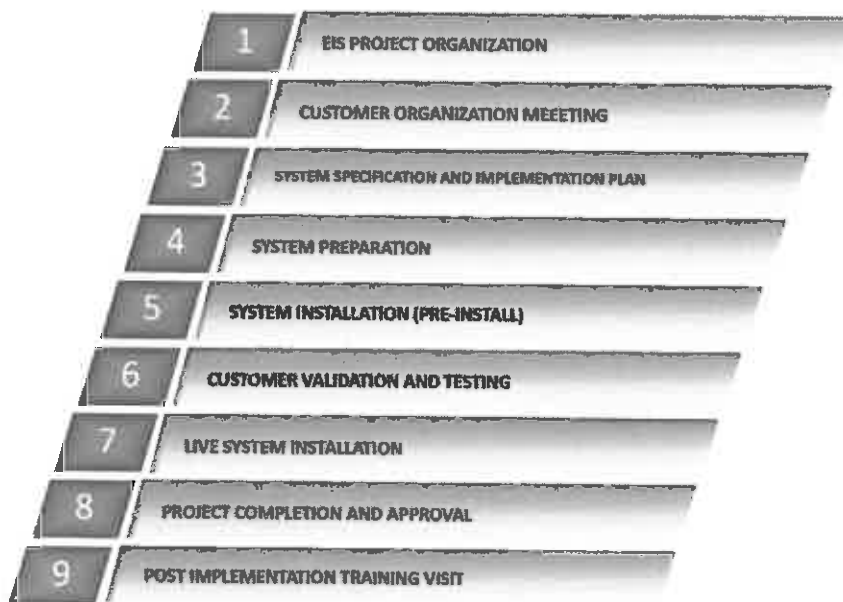 1 EIS PROJECT ORGANIZATION
2 CUSTOMER ORGANIZATION MEEETING
3 SYSTEM SPECIFICATION AND IMPLEMENTATION PLAN
4 SYSTEM PREPARATION
5 SYSTEM INSTALLATION (PRE-INSTALL)
6 CUSTOMER VALIDATION AND TESTING
7 LIVE SYSTEM INSTALLATION
8 PROJECT COMPLETION AND APPROVAL
9 POST IMPLEMENTATION TRAINING VISIT